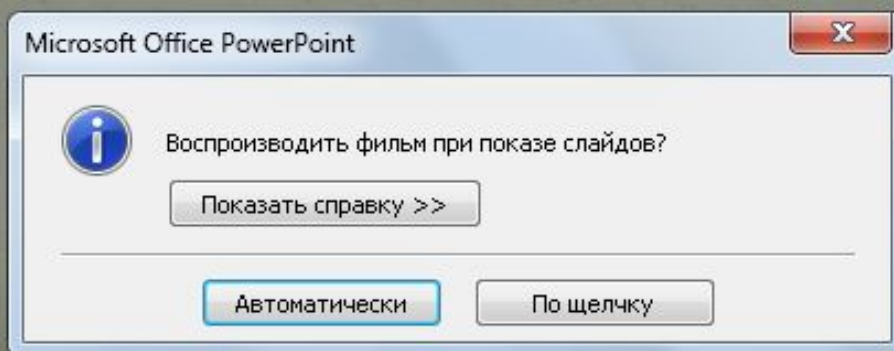 Microsoft Office PowerPoint
Воспроизводить фильм при показе слайдов?
Показать справку >>
Автоматически
По щелчку